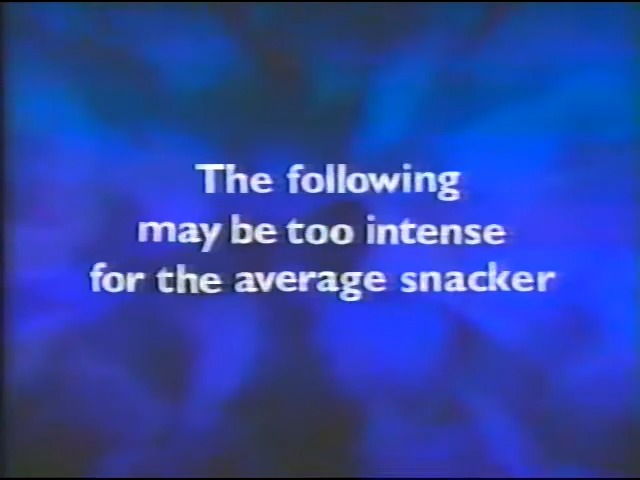 The following
may be too intense
for the average snacker